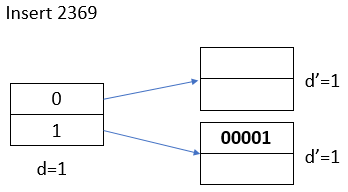 Insert 2369
0
1
d=1
d’=1
00001
d’=1